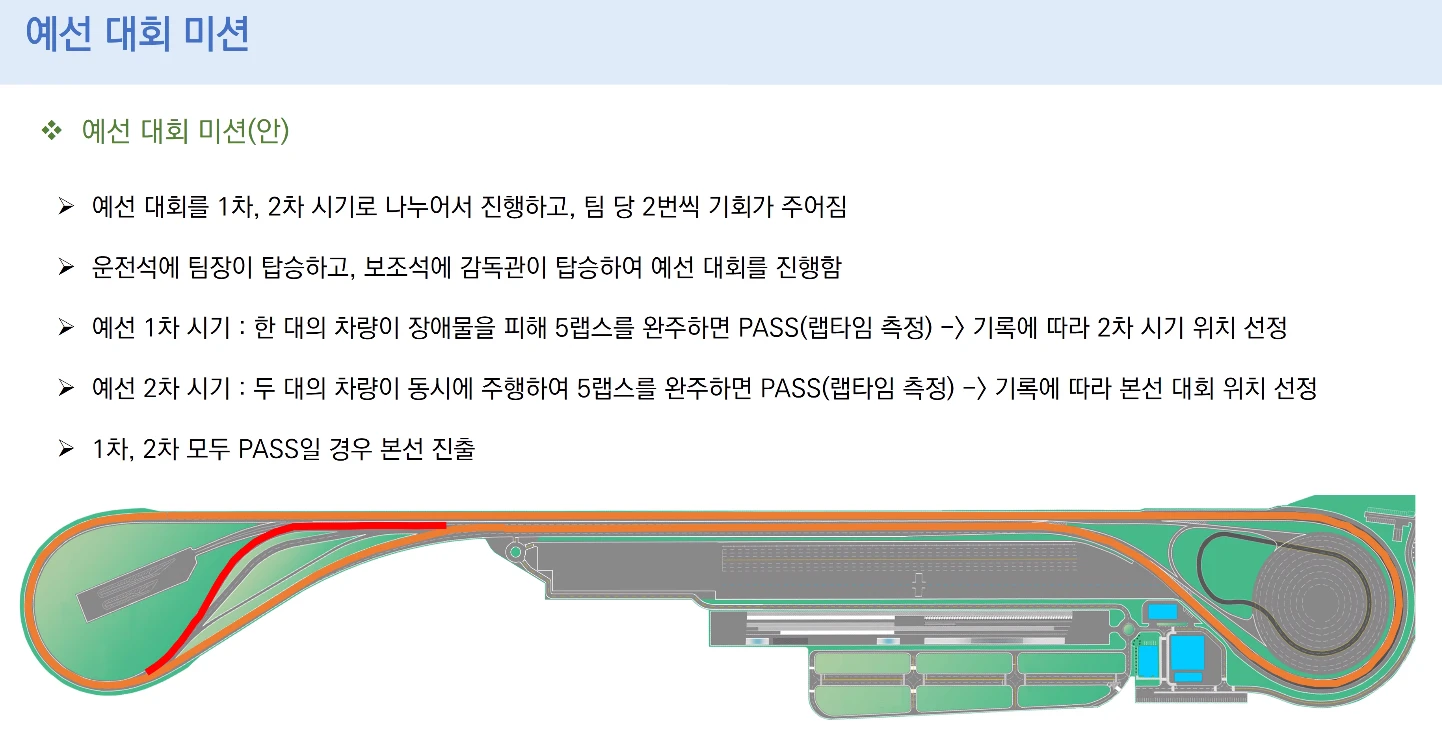 예선 대회 미션
❖ 예선 대회 미션(안)
➢ 예선 대회를 1차, 2차 시기로 나누어서 진행하고, 팀 당 2번씩 기회가 주어짐
➢ 운전석에 팀장이 탑승하고, 보조석에 감독관이 탑승하여 예선 대회를 진행함
➢ 예선 1차 시기 : 한 대의 차량이 장애물을 피해 5랩스를 완주하면 PASS(랩타임 측정) -> 기록에 따라 2차 시기 위치 선정
➢ 예선 2차 시기 : 두 대의 차량이 동시에 주행하여 5랩스를 완주하면 PASS(랩타임 측정) -> 기록에 따라 본선 대회 위치 선정
➢ 1차, 2차 모두 PASS일 경우 본선 진출